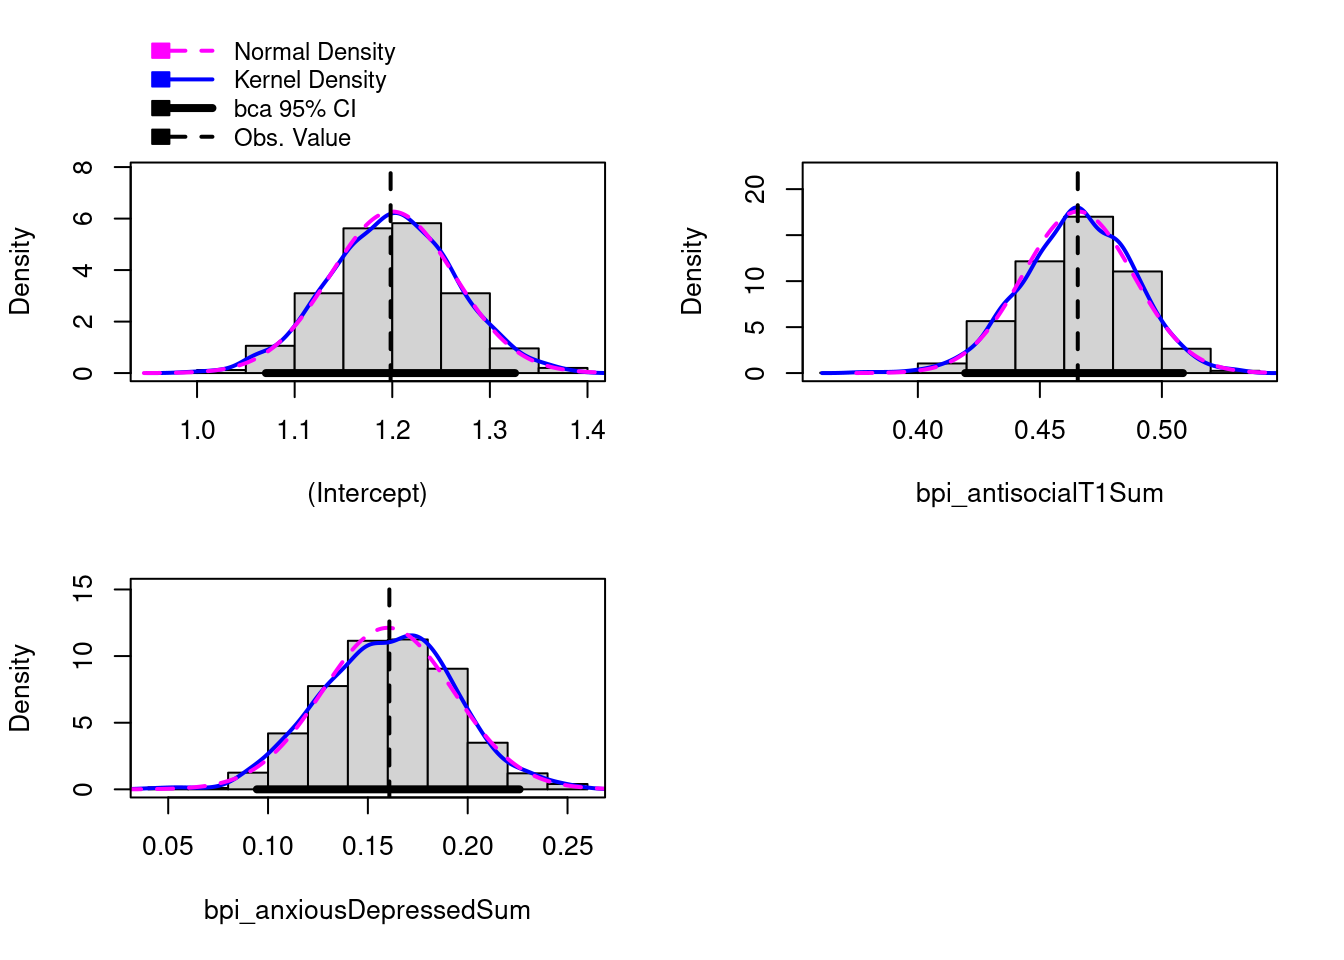 Normal Density
Kernel Density
bca 95% CI
Obs. Value
Density
8
6
4
2
0
1.0 1.1 1.2 1.3 1.4
(Intercept)
Density
20
10
5
0
0.40 0.45 0.50
bpi_antisocialT1Sum
Density
15
10
5
0
0.05 0.10 0.15 0.20 0.25
bpi_anxiousDepressedSum